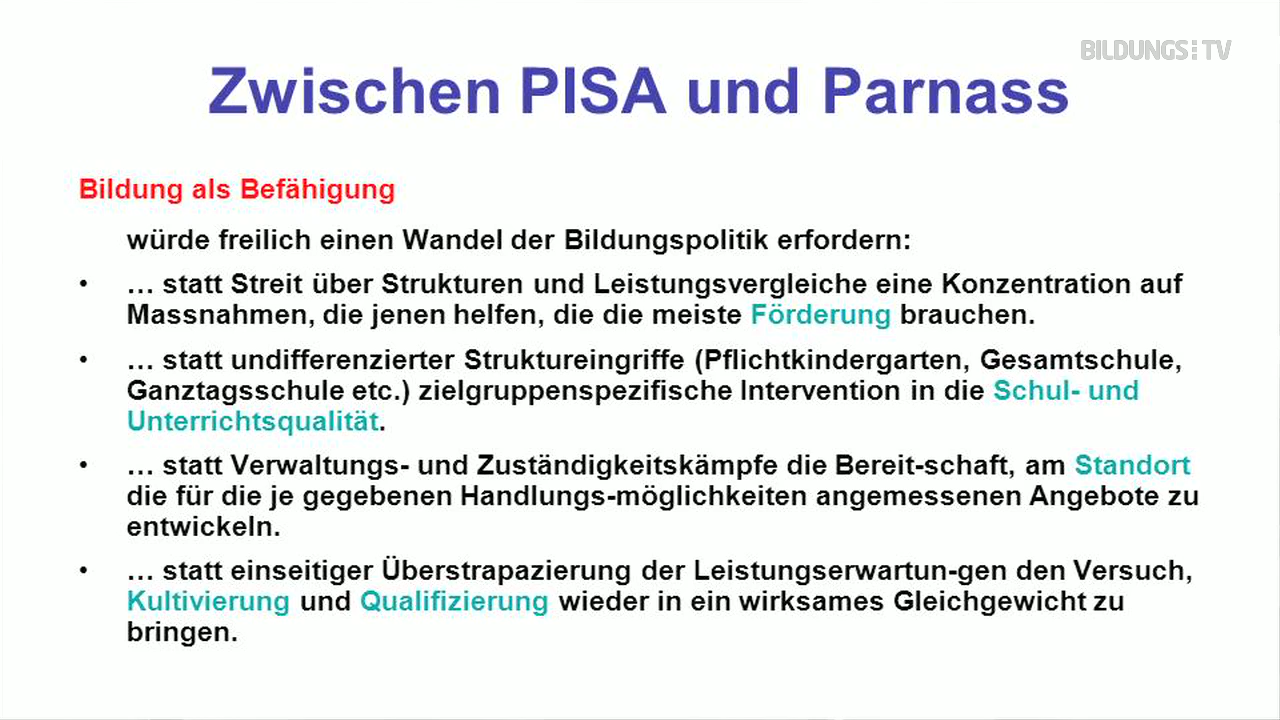 BILDUNGS:TV
Zwischen PISA und Parnass
Bildung als Befähigung
würde freilich einen Wandel der Bildungspolitik erfordern:
• … statt Streit über Strukturen und Leistungsvergleiche eine Konzentration auf
Massnahmen, die jenen helfen, die die meiste Förderung brauchen.
• … statt undifferenzierter Struktureingriffe (Pflichtkindergarten, Gesamtschule,
Ganztagsschule etc.) zielgruppenspezifische Intervention in die Schul- und
Unterrichtsqualität.
• … statt Verwaltungs- und Zuständigkeitskämpfe die Bereit-schaft, am Standort
die für die je gegebenen Handlungs-möglichkeiten angemessenen Angebote zu
entwickeln.
• … statt einseitiger Überstrapazierung der Leistungserwartun-gen den Versuch,
Kultivierung und Qualifizierung wieder in ein wirksames Gleichgewicht zu
bringen.